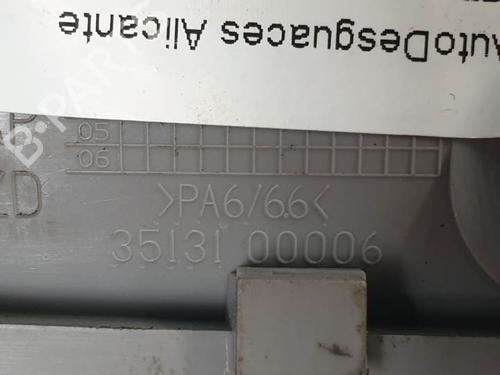 AutoDesguaces Alicante
05
06
>PA6/6.6<
35131 00006